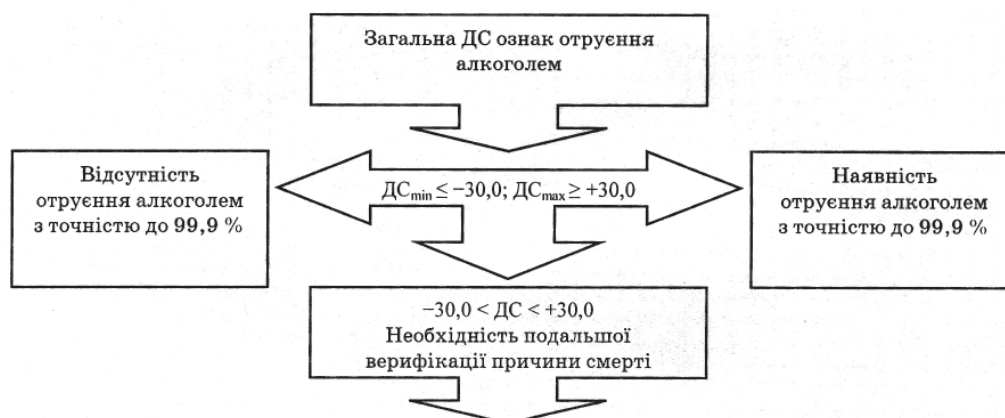 Загальна ДС ознак отруєння
алкоголем
Відсутність
отруєння алкоголем
з точністю до 99,9 %
ДСmin ≤ −30,0; ДСmax ≥ +30,0
Наявність
отруєння алкоголем
з точністю до 99,9 %
−30,0 < ДС < +30,0
Необхідність подальшої
верифікації причини смерті